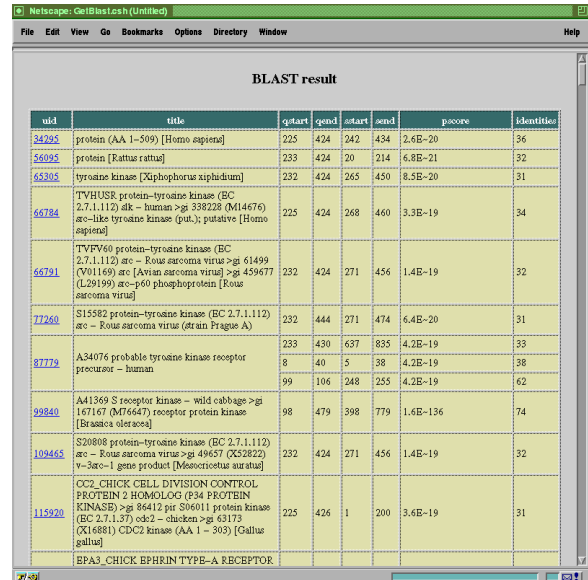 Netscape: GetBlast.csh (Untitled)
File Edit View Go Bookmarks Options Directory Window Help
BLAST result
uid title qstart qend sstart send pscore identities
34295 protein (AA 1-509) [Homo sapiens] 225 424 242 434 2.6E~20 36
56095 protein [Rattus rattus] 233 424 20 214 6.8E~21 32
65305 tyrosine kinase [Xiphophorus xiphidium] 232 424 265 450 8.5E~20 31
TVHUSR protein-tyrosine kinase (EC
2.7.1.112) slk - human >gi 338228 (M14676)
66784 src-like tyrosine kinase (put.); putative [Homo 225 424 268 460 3.3E~19 34
sapiens]
TVFV60 protein-tyrosine kinase (EC
2.7.1.112) src - Rous sarcoma virus >gi 61499
66791 (V01169) src [Avian sarcoma virus] >gi 459677 232 424 271 456 1.4E~19 32
(L29199) src-p60 phosphoprotein [Rous
sarcoma virus]
77260 S15582 protein-tyrosine kinase (EC 2.7.1.112) 232 444 271 474 6.4E~20 31
src - Rous sarcoma virus (strain Prague A)
233 430 637 835 4.2E~19 33
87779 A34076 probable tyrosine kinase receptor 8 40 5 38 4.2E~19 38
precursor - human
99 106 248 255 4.2E~19 62
A41369 S receptor kinase - wild cabbage >gi
99840 167167 (M76647) receptor protein kinase 98 479 398 779 1.6E~136 74
[Brassica oleracea]
S20808 protein-tyrosine kinase (EC 2.7.1.112)
109465 src - Rous sarcoma virus >gi 49657 (X52822) 232 424 271 456 1.4E~19 32
v-3src-1 gene product [Mesocricetus auratus]
CC2_CHICK CELL DIVISION CONTROL
PROTEIN 2 HOMOLOG (P34 PROTEIN
KINASE) >gi 86412 pir S06011 protein kinase
115920 (EC 2.7.1.37) cdc2 - chicken >gi 63173 225 426 1 200 3.6E~19 31
(X16881) CDC2 kinase (AA 1 - 303) [Gallus
gallus]
EPA3_CHICK EPHRIN TYPE-A RECEPTOR